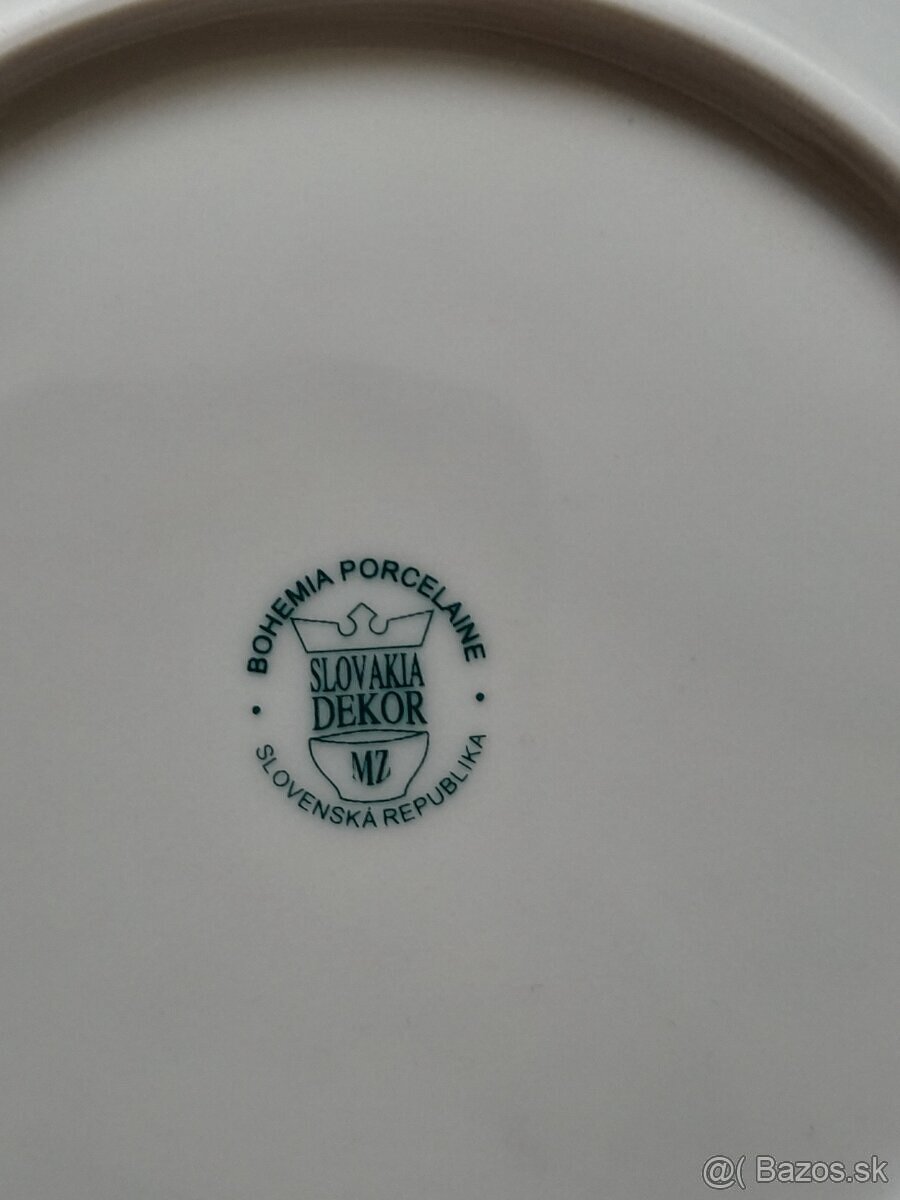 BOHEMIA PORCELAINE
SLOVAKIA
DEKOR
MZ
SLOVENSKÁ REPUBLIKA
@( Bazos.sk